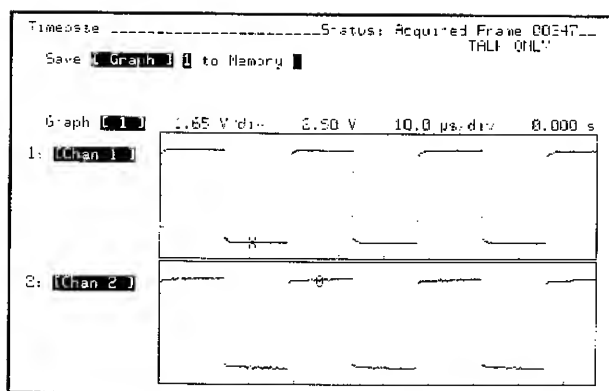 Timebase Status: Acquired Frame 00347
TALK ONLY
Save [ Graph ] 1 to Memory
Graph [ 1 ] 1.65 V/div 2.50 V 10.0 µs/div 0.000 s
1: [Chan 1 ]
2: [Chan 2 ]